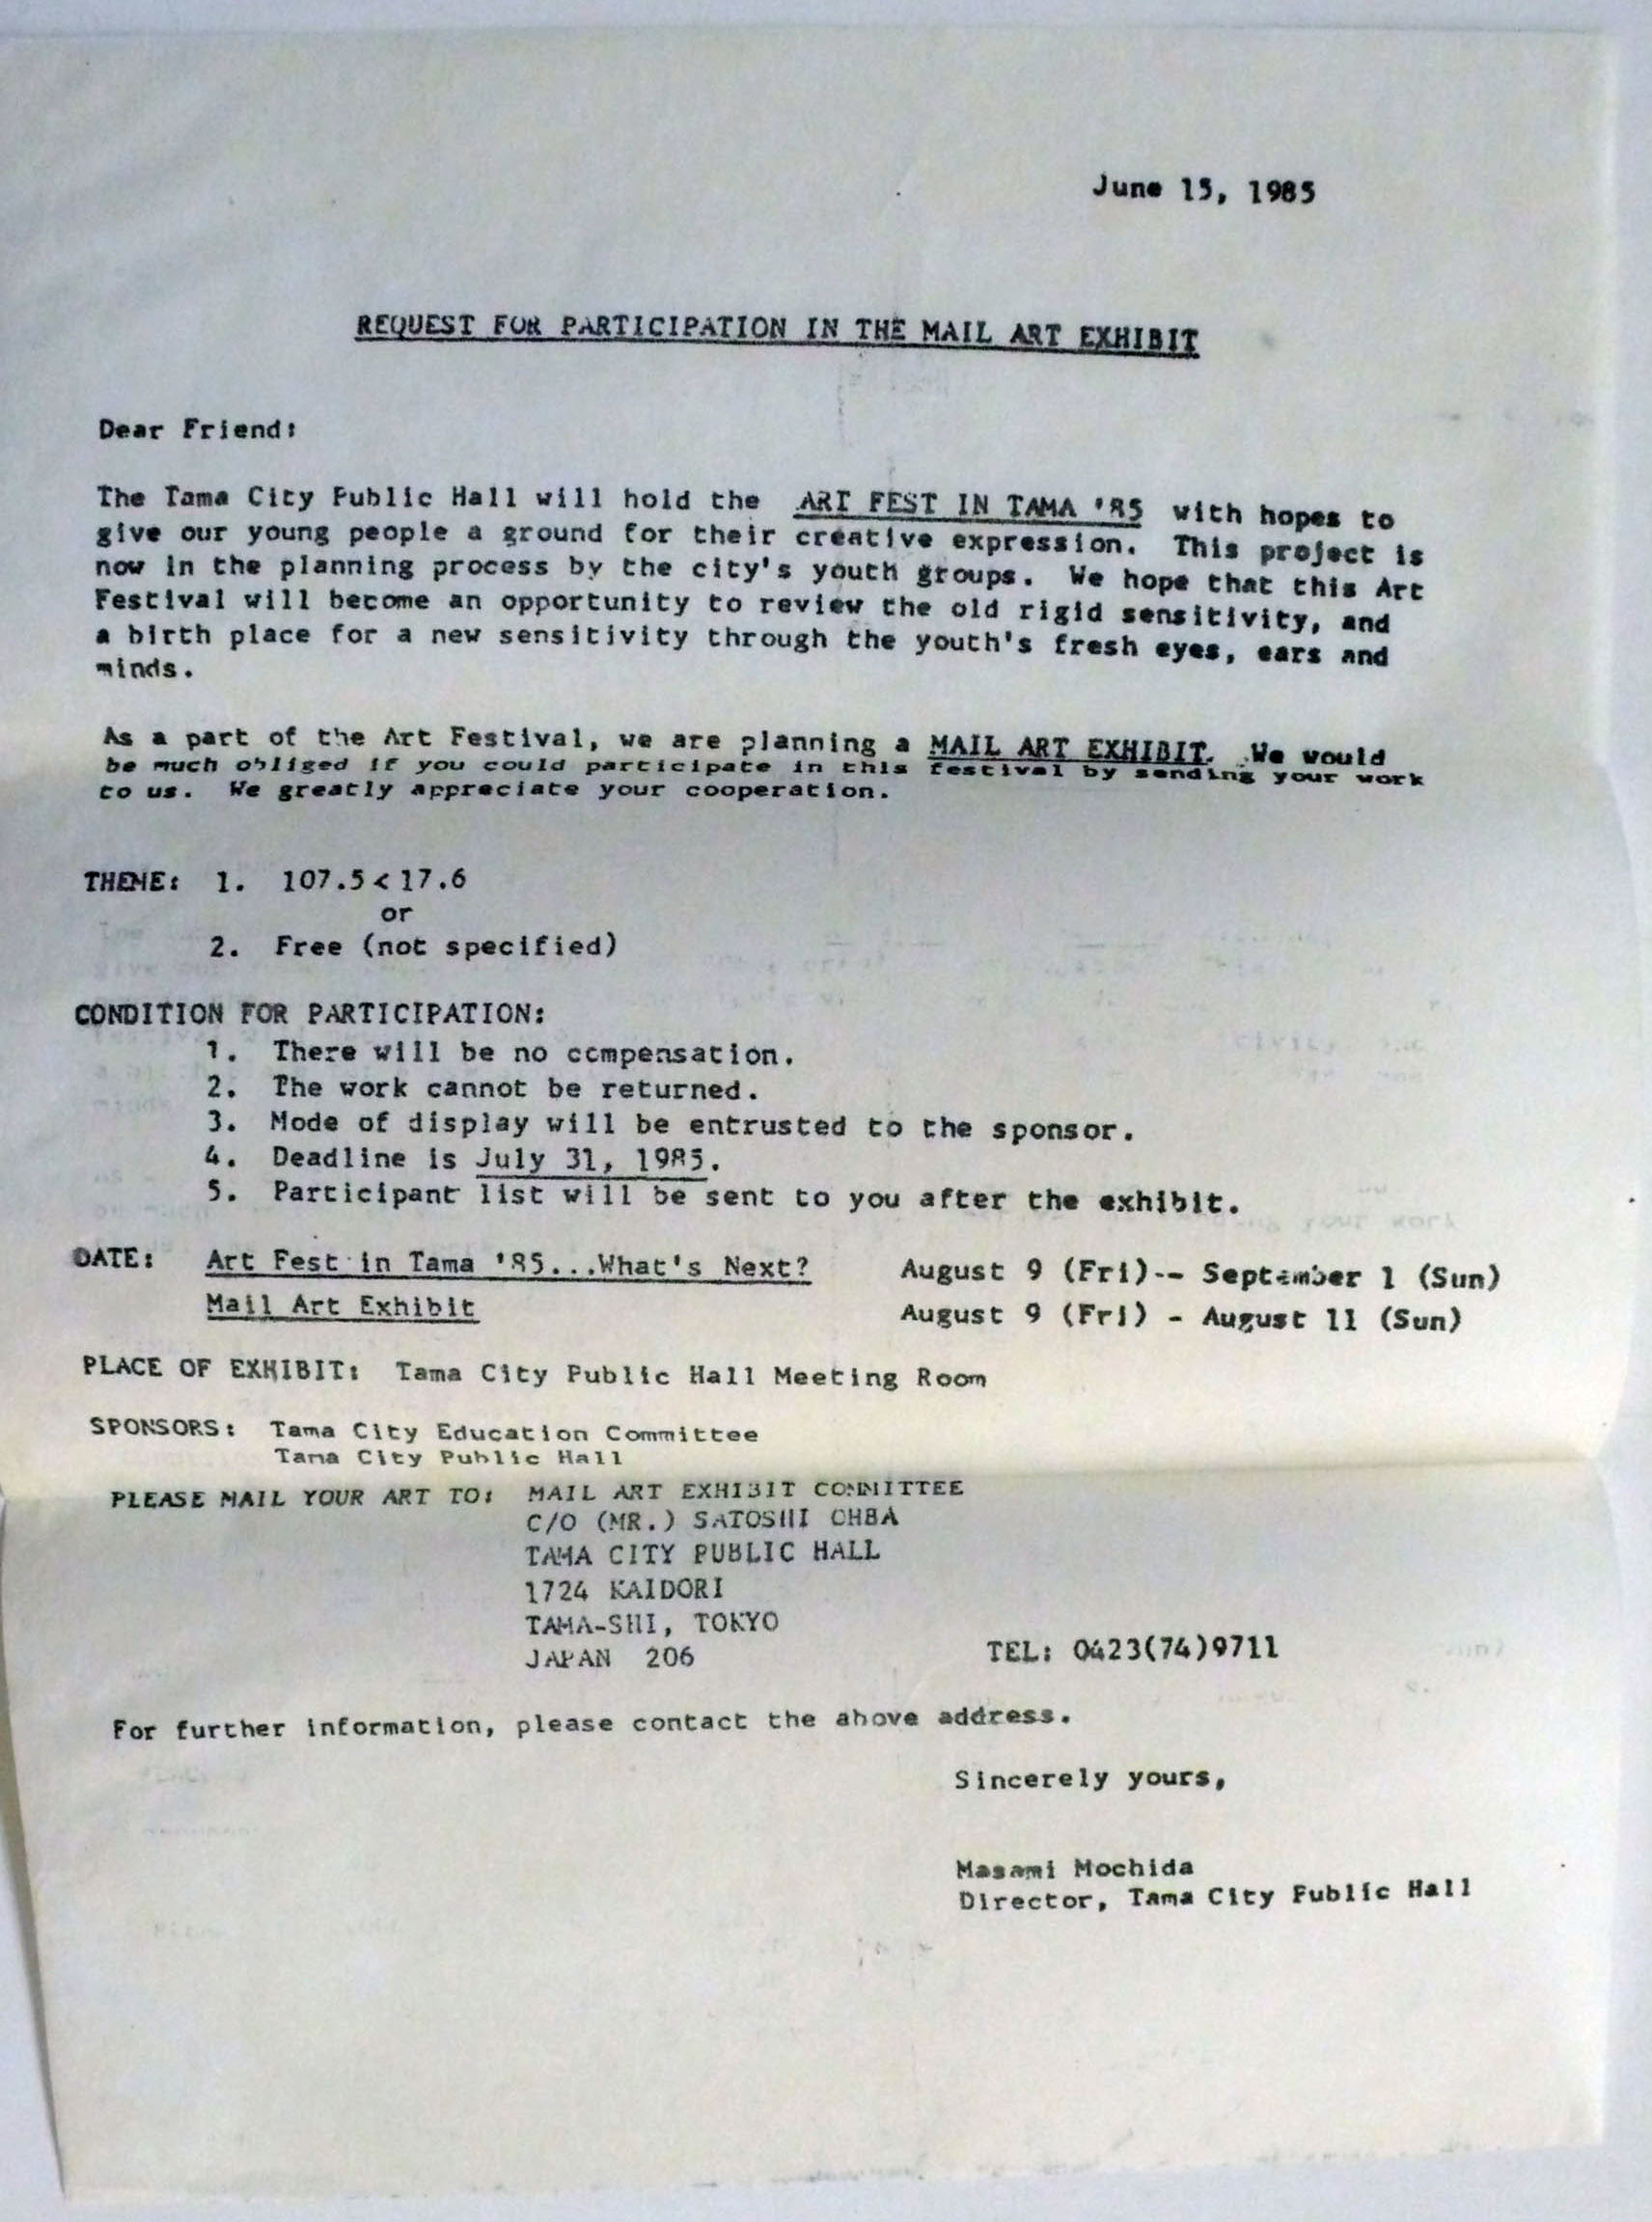 June 15, 1985
REQUEST FOR PARTICIPATION IN THE MAIL ART EXHIBIT
Dear Friend:
The Tama City Public Hall will hold the ART FEST IN TAMA '85 with hopes to
give our young people a ground for their creative expression. This project is
now in the planning process by the city's youth groups. We hope that this Art
Festival will become an opportunity to review the old rigid sensitivity, and
a birth place for a new sensitivity through the youth's fresh eyes, ears and
minds.
As a part of the Art Festival, we are planning a MAIL ART EXHIBIT. We would
be much obliged if you could participate in this festival by sending your work
to us. We greatly appreciate your cooperation.
THEME: 1. 107.5 < 17.6
or
2. Free (not specified)
CONDITION FOR PARTICIPATION:
1. There will be no compensation.
2. The work cannot be returned.
3. Mode of display will be entrusted to the sponsor.
4. Deadline is July 31, 1985.
5. Participant list will be sent to you after the exhibit.
DATE: Art Fest in Tama '85...What's Next? August 9 (Fri)-- September 1 (Sun)
Mail Art Exhibit August 9 (Fri) - August 11 (Sun)
PLACE OF EXHIBIT: Tama City Public Hall Meeting Room
SPONSORS: Tama City Education Committee
Tama City Public Hall
PLEASE MAIL YOUR ART TO: MAIL ART EXHIBIT COMMITTEE
C/O (MR.) SATOSHI OHBA
TAMA CITY PUBLIC HALL
1724 KAIDORI
TAMA-SHI, TOKYO
JAPAN 206 TEL: 0423(74)9711
For further information, please contact the above address.
Sincerely yours,
Masami Mochida
Director, Tama City Public Hall